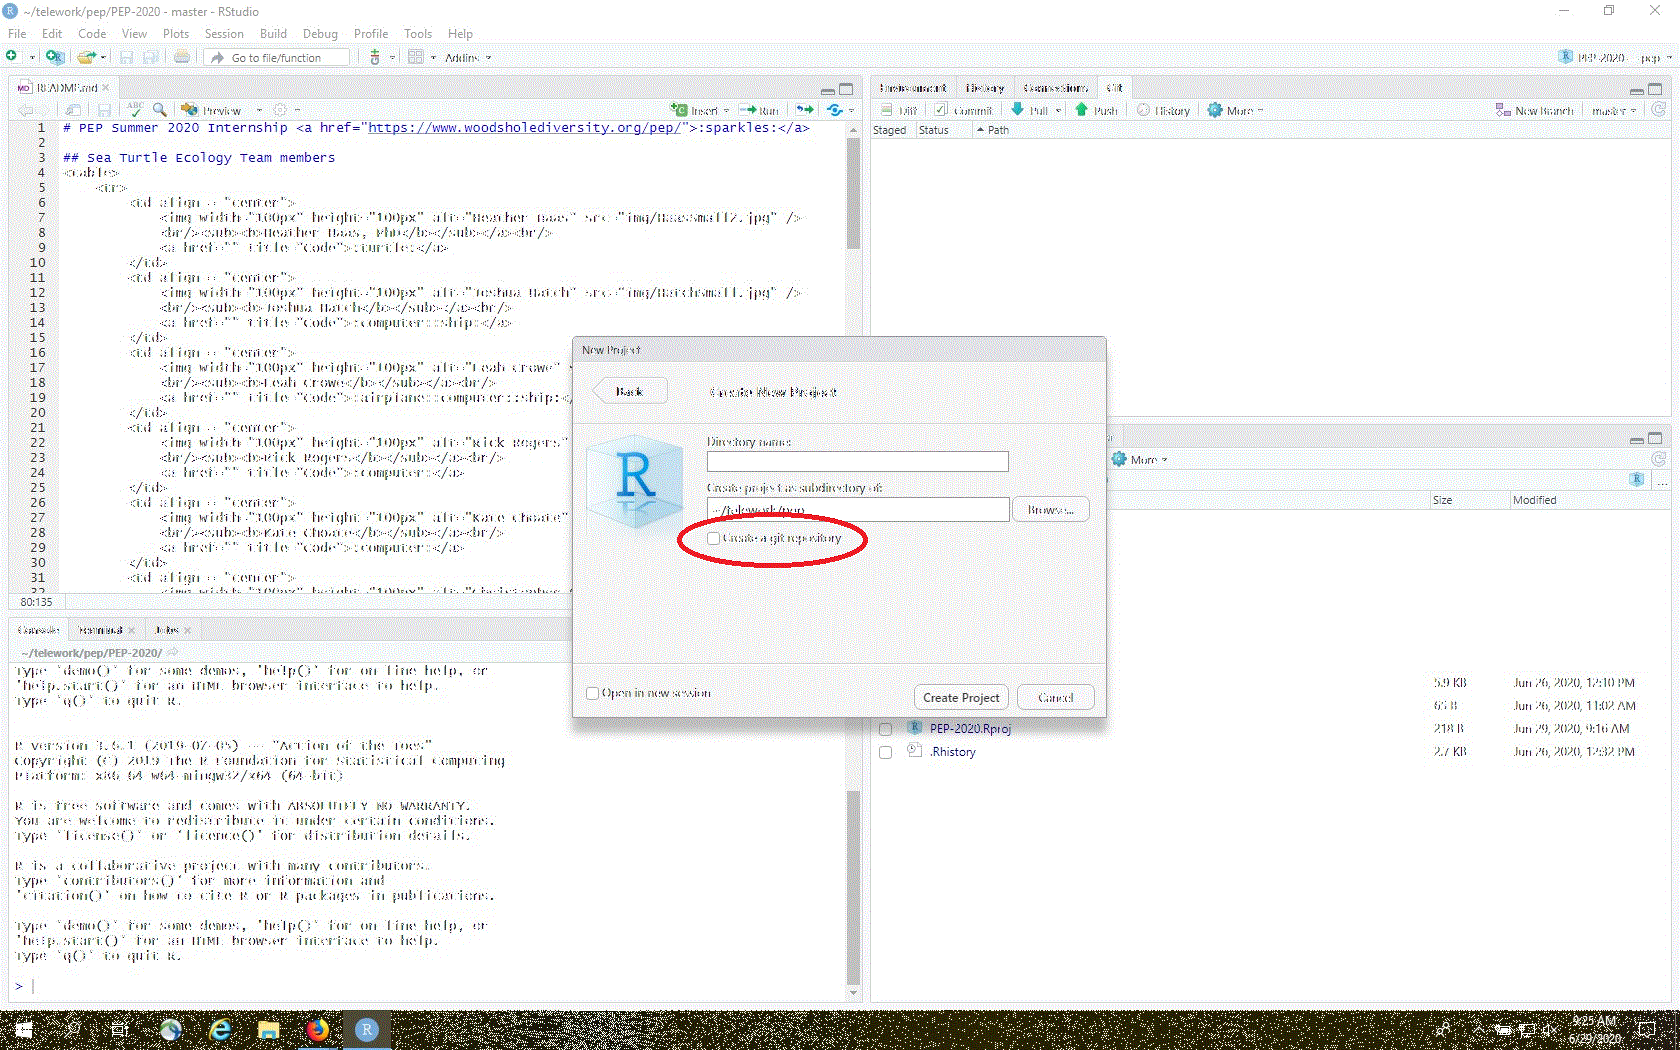 ~/telework/pep/PEP-2020 - master - RStudio
File Edit Code View Plots Session Build Debug Profile Tools Help
Go to file/function Addins PEP-2020 pep
README.md
ABC Preview Insert Run
1 # PEP Summer 2020 Internship <a href="https://www.woodsholediversity.org/pep/">:sparkles:</a>
2
3 ## Sea Turtle Ecology Team members
4 <table>
5 <tr>
6 <td align = "center">
7 <img width="100px" height="100px" alt="Heather Haas" src="img/HaasSmall2.jpg" />
8 <br/><sub><b>Heather Haas, PhD</b></sub></a><br/>
9 <a href="" title="Code">:turtle:</a>
10 </td>
11 <td align = "center">
12 <img width="100px" height="100px" alt="Joshua Hatch" src="img/HatchSmall.jpg" />
13 <br/><sub><b>Joshua Hatch</b></sub></a><br/>
14 <a href="" title="Code">:computer::ship:</a>
15 </td>
16 <td align = "center">
17 <img width="100px" height="100px" alt="Leah Crowe"
18 <br/><sub><b>Leah Crowe</b></sub></a><br/>
19 <a href="" title="Code">:airplane::computer::ship:</
20 </td>
21 <td align = "center">
22 <img width="100px" height="100px" alt="Rick Rogers"
23 <br/><sub><b>Rick Rogers</b></sub></a><br/>
24 <a href="" title="Code">:computer:</a>
25 </td>
26 <td align = "center">
27 <img width="100px" height="100px" alt="Kate Choate"
28 <br/><sub><b>Kate Choate</b></sub></a><br/>
29 <a href="" title="Code">:computer:</a>
30 </td>
31 <td align = "center">
32 <img width="100px" height="100px" alt="Christopher
80:135
Console Terminal Jobs
~/telework/pep/PEP-2020/
Type 'demo()' for some demos, 'help()' for on-line help, or
'help.start()' for an HTML browser interface to help.
Type 'q()' to quit R.
R version 3.6.1 (2019-07-05) -- "Action of the Toes"
Copyright (C) 2019 The R Foundation for Statistical Computing
Platform: x86_64-w64-mingw32/x64 (64-bit)
R is free software and comes with ABSOLUTELY NO WARRANTY.
You are welcome to redistribute it under certain conditions.
Type 'license()' or 'licence()' for distribution details.
R is a collaborative project with many contributors.
Type 'contributors()' for more information and
'citation()' on how to cite R or R packages in publications.
Type 'demo()' for some demos, 'help()' for on-line help, or
'help.start()' for an HTML browser interface to help.
Type 'q()' to quit R.
>
Environment History Connections Git
Diff Commit Pull Push History More New Branch master
Staged Status Path
New Project
Back Create New Project
R
Directory name:
Create project as subdirectory of:
~/telework/pep Browse...
Create a git repository
Open in new session Create Project Cancel
More
Size Modified
5.9 KB Jun 26, 2020, 12:10 PM
65 B Jun 26, 2020, 11:02 AM
PEP-2020.Rproj 218 B Jun 29, 2020, 9:16 AM
.Rhistory 2.7 KB Jun 26, 2020, 12:32 PM
9:25 AM
6/29/2020